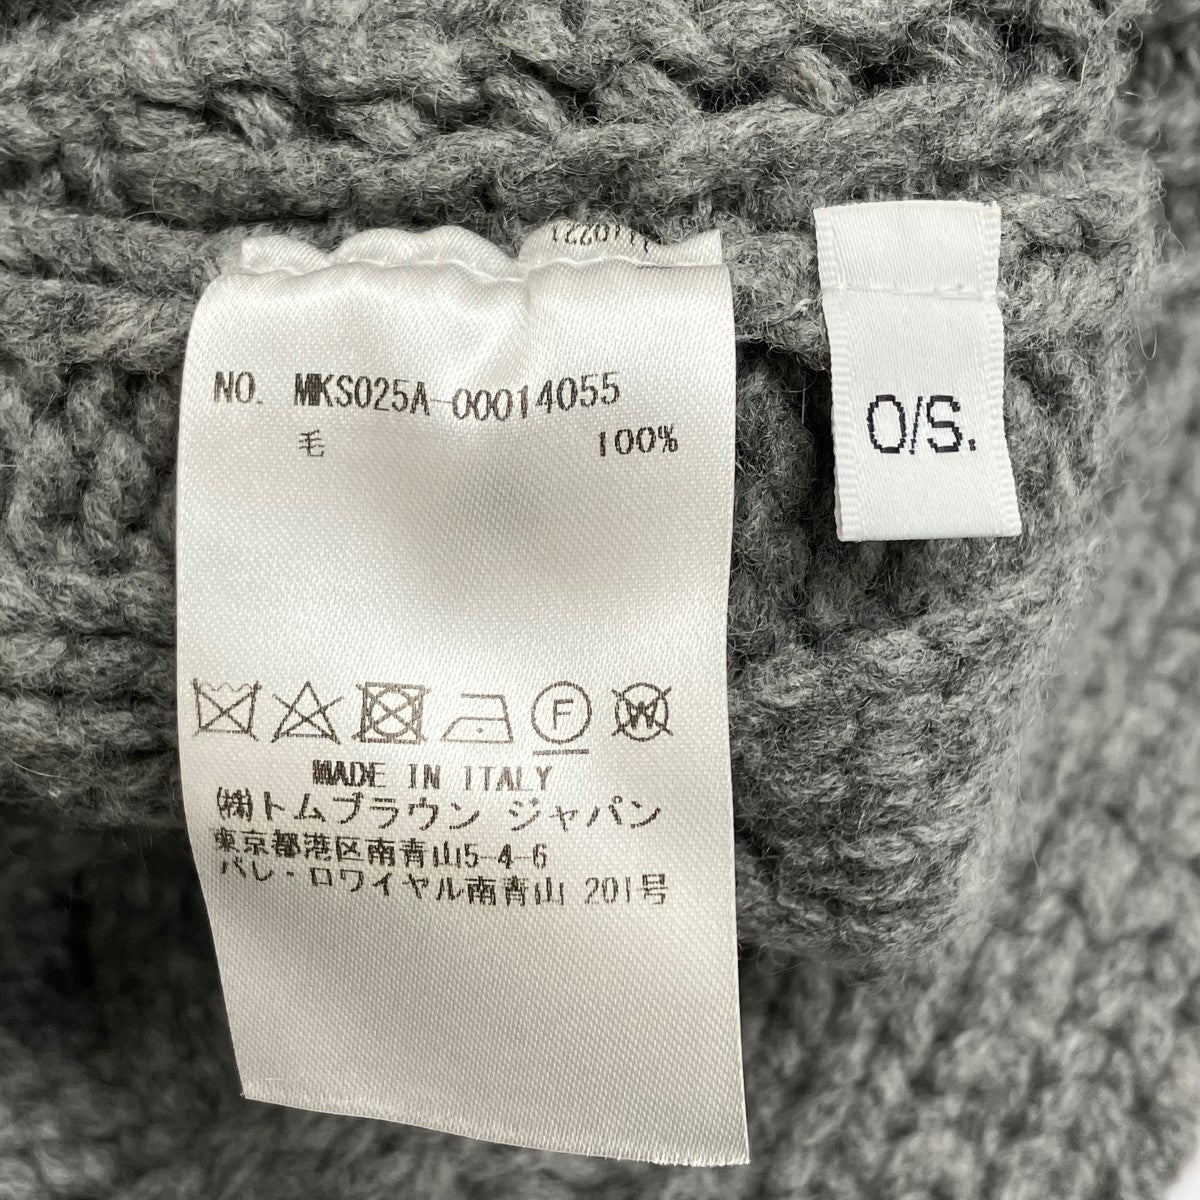 NO. MKS025A-00014055
毛 100%
F
W
MADE IN ITALY
(株)トムブラウン ジャパン
東京都港区南青山5-4-6
パレ・ロワイヤル南青山 201号
O/S.